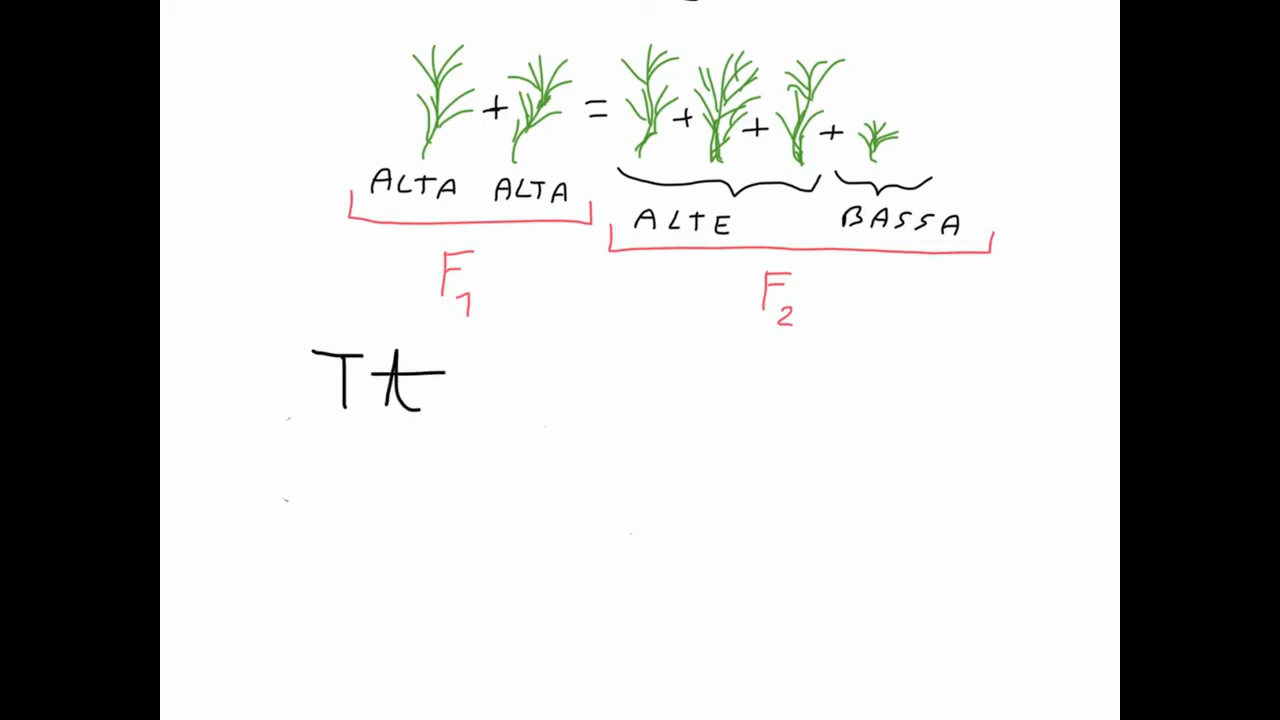 + = + + +
ALTA ALTA ALTE BASSA
F1 F2
Tt